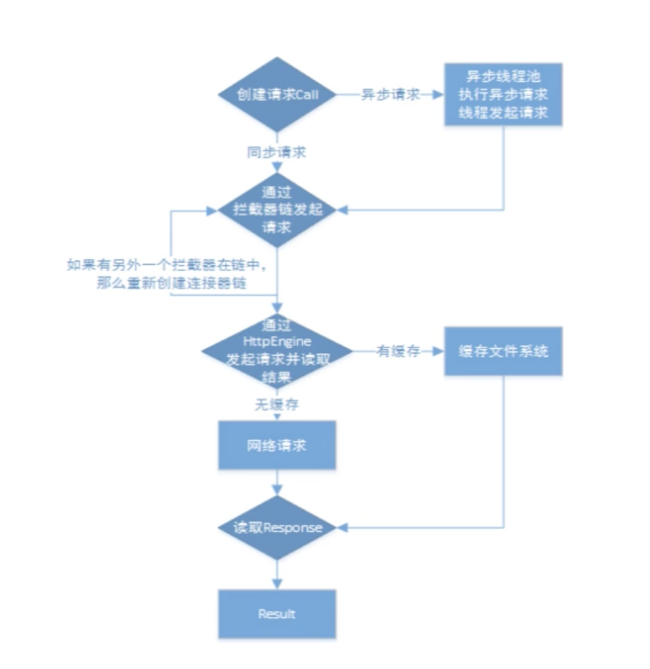 创建请求Call
异步请求
异步线程池
执行异步请求
线程发起请求
同步请求
通过
拦截器链发起
请求
如果有另外一个拦截器在链中，
那么重新创建连接器链
通过
HttpEngine
发起请求并读取
结果
有缓存
缓存文件系统
无缓存
网络请求
读取Response
Result